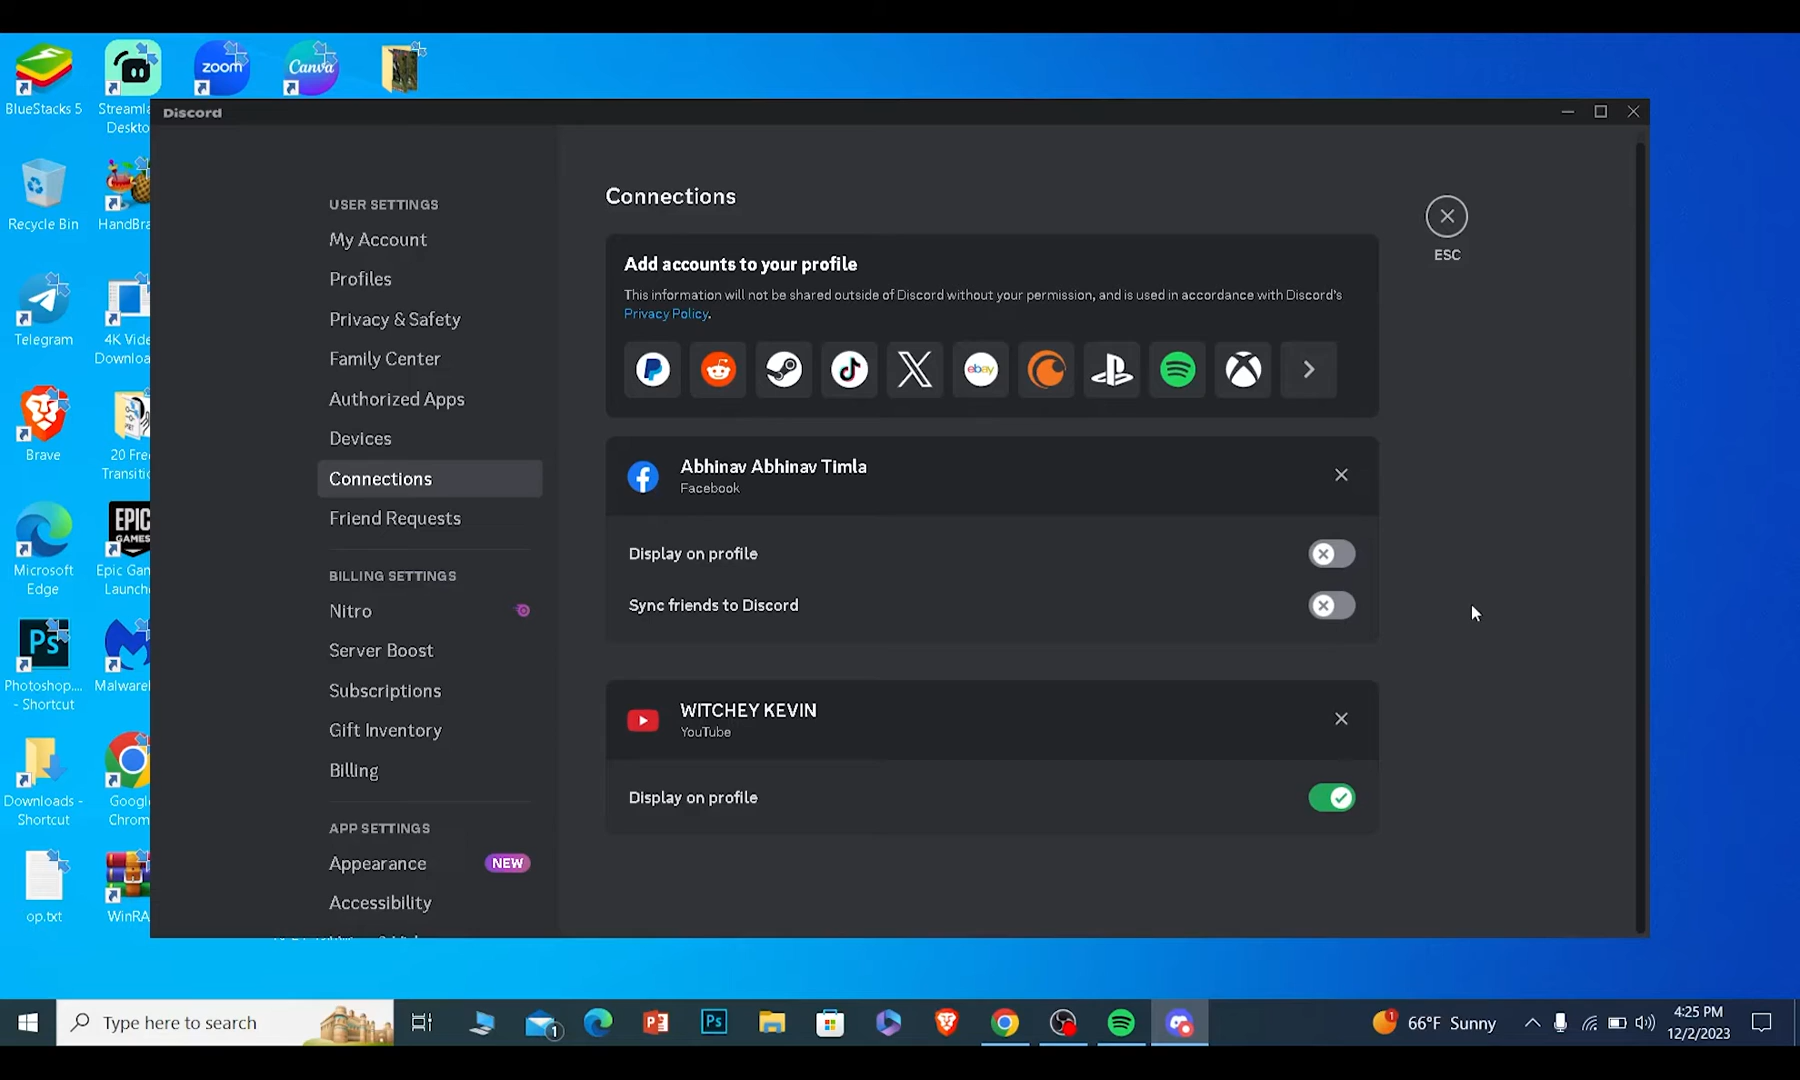 BlueStacks 5
zoom
Canva
Discord
Recycle Bin
Telegram
4K Vide
Downloa
Brave
20 Fre
Transiti
Microsoft
Edge
EPIC
GAMES
Epic Ga
Launch
Ps
Photoshop....
- Shortcut
Malware
Downloads -
Shortcut
Google
Chrom
op.txt
WinRA
Streamla
Deskto
HandBra
USER SETTINGS
My Account
Profiles
Privacy & Safety
Family Center
Authorized Apps
Devices
Connections
Friend Requests
BILLING SETTINGS
Nitro
Server Boost
Subscriptions
Gift Inventory
Billing
APP SETTINGS
Appearance NEW
Accessibility
Connections
ESC
Add accounts to your profile
This information will not be shared outside of Discord without your permission, and is used in accordance with Discord's
Privacy Policy.
ebay
Abhinav Abhinav Timla
Facebook
Display on profile
Sync friends to Discord
WITCHEY KEVIN
YouTube
Display on profile
Type here to search
1
Ps
1
66°F Sunny
4:25 PM
12/2/2023